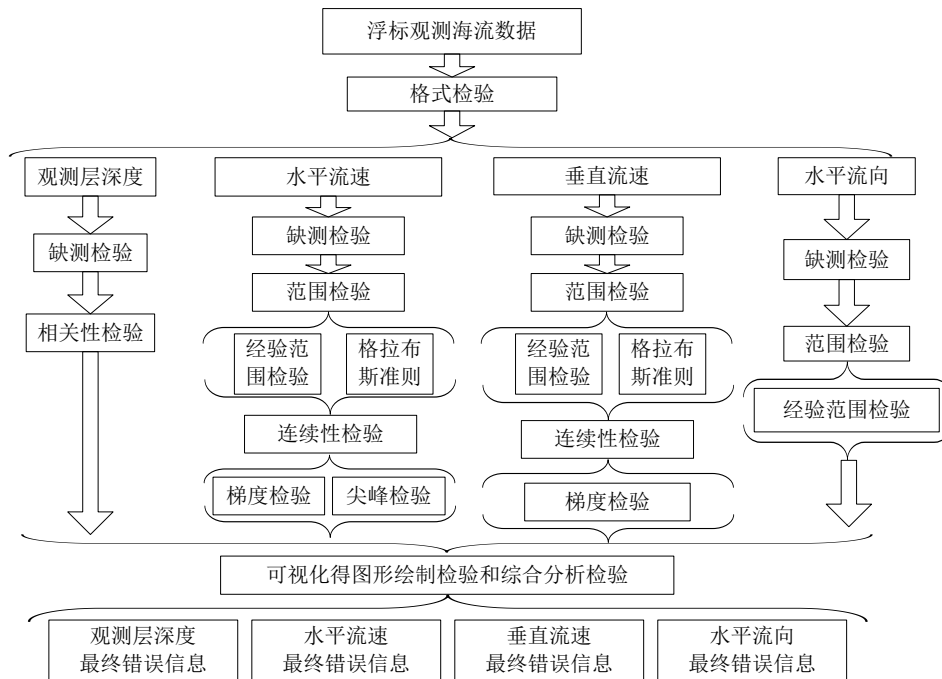 浮标观测海流数据
格式检验
观测层深度
水平流速
垂直流速
水平流向
缺测检验
缺测检验
缺测检验
缺测检验
范围检验
范围检验
相关性检验
范围检验
经验范
围检验
格拉布
斯准则
经验范
围检验
格拉布
斯准则
经验范围检验
连续性检验
连续性检验
梯度检验
尖峰检验
梯度检验
可视化得图形绘制检验和综合分析检验
观测层深度
最终错误信息
水平流速
最终错误信息
垂直流速
最终错误信息
水平流向
最终错误信息